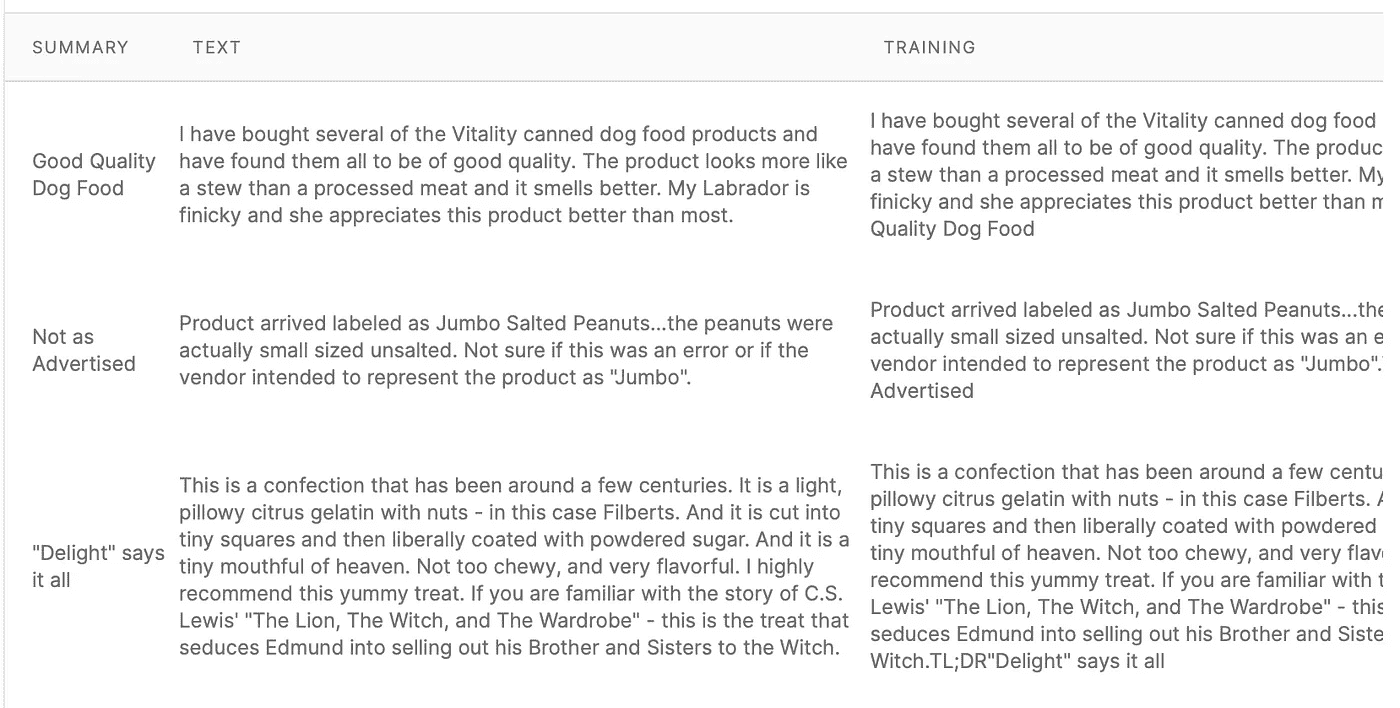 SUMMARY TEXT TRAINING
Good Quality
Dog Food
I have bought several of the Vitality canned dog food products and
have found them all to be of good quality. The product looks more like
a stew than a processed meat and it smells better. My Labrador is
finicky and she appreciates this product better than most.
I have bought several of the Vitality canned dog food
have found them all to be of good quality. The produc
a stew than a processed meat and it smells better. My
finicky and she appreciates this product better than
Quality Dog Food
Not as
Advertised
Product arrived labeled as Jumbo Salted Peanuts...the peanuts were
actually small sized unsalted. Not sure if this was an error or if the
vendor intended to represent the product as "Jumbo".
Product arrived labeled as Jumbo Salted Peanuts...the
actually small sized unsalted. Not sure if this was an
vendor intended to represent the product as "Jumbo".
Advertised
"Delight" says
it all
This is a confection that has been around a few centuries. It is a light,
pillowy citrus gelatin with nuts - in this case Filberts. And it is cut into
tiny squares and then liberally coated with powdered sugar. And it is a
tiny mouthful of heaven. Not too chewy, and very flavorful. I highly
recommend this yummy treat. If you are familiar with the story of C.S.
Lewis' "The Lion, The Witch, and The Wardrobe" - this is the treat that
seduces Edmund into selling out his Brother and Sisters to the Witch.
This is a confection that has been around a few centu
pillowy citrus gelatin with nuts - in this case Filberts.
tiny squares and then liberally coated with powdered
tiny mouthful of heaven. Not too chewy, and very flav
recommend this yummy treat. If you are familiar with
Lewis' "The Lion, The Witch, and The Wardrobe" - this
seduces Edmund into selling out his Brother and Siste
Witch.TL;DR"Delight" says it all